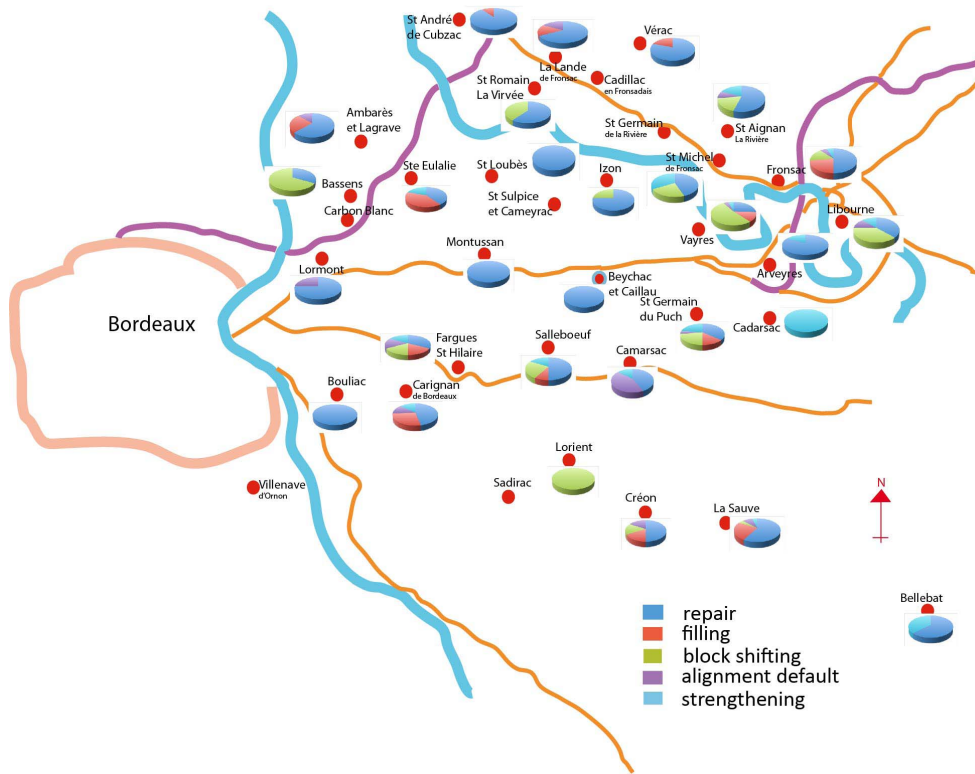 St André
de Cubzac
Vérac
La Lande
de Fronsac
Cadillac
en Fronsadais
St Romain
La Virvée
Ambarès
et Lagrave
St Germain
de la Rivière
St Aignan
La Rivière
Ste Eulalie
St Loubès
Izon
St Michel
de Fronsac
Fronsac
Bassens
Carbon Blanc
St Sulpice
et Cameyrac
Libourne
Vayres
Montussan
Lormont
Arveyres
Beychac
et Caillau
St Germain
du Puch
Bordeaux
Cadarsac
Fargues
St Hilaire
Salleboeuf
Camarsac
Bouliac
Carignan
de Bordeaux
Lorient
Villenave
d'Ornon
Sadirac
Créon
La Sauve
N
Bellebat
repair
filling
block shifting
alignment default
strengthening